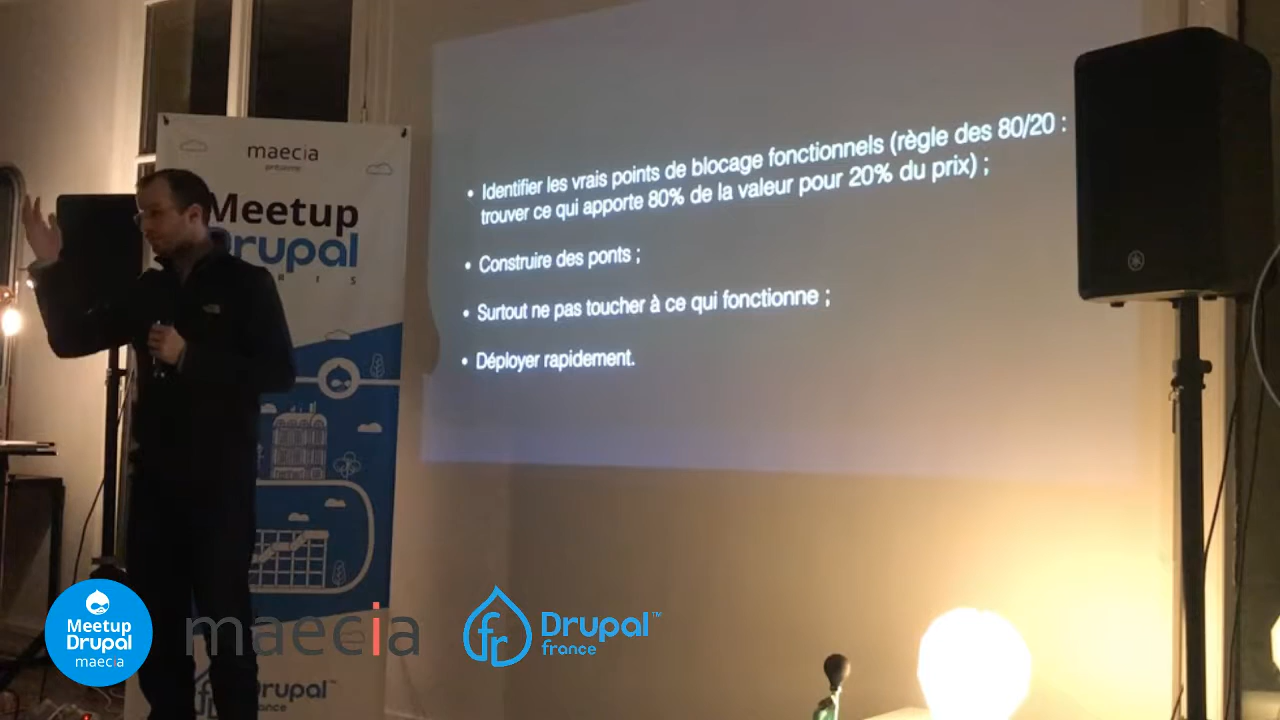 maecia
Meetup
Drupal
• Identifier les vrais points de blocage fonctionnels (règle des 80/20 :
trouver ce qui apporte 80% de la valeur pour 20% du prix) ;
• Construire des ponts ;
• Surtout ne pas toucher à ce qui fonctionne ;
• Déployer rapidement.
Meetup
Drupal
maecia
maecia
fr
Drupal™
france